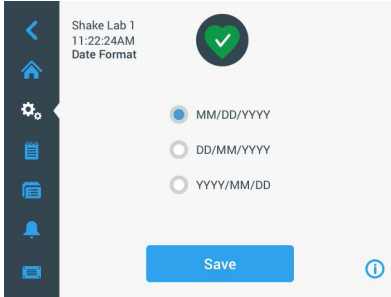 Shake Lab 1
11:22:24AM
Date Format
MM/DD/YYYY
DD/MM/YYYY
YYYY/MM/DD
Save